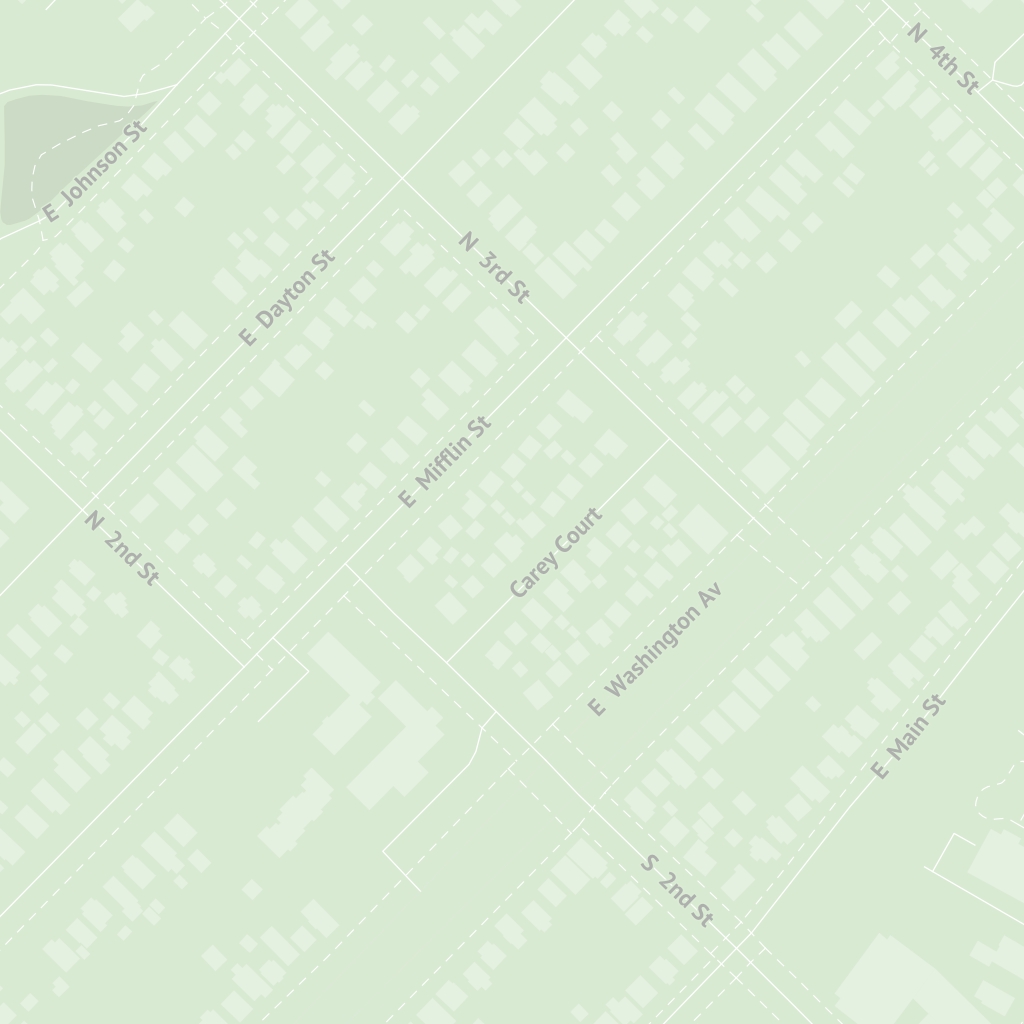 N 4th St
E Johnson St
N 3rd St
E Dayton St
E Mifflin St
N 2nd St
Carey Court
E Washington Av
E Main St
S 2nd St